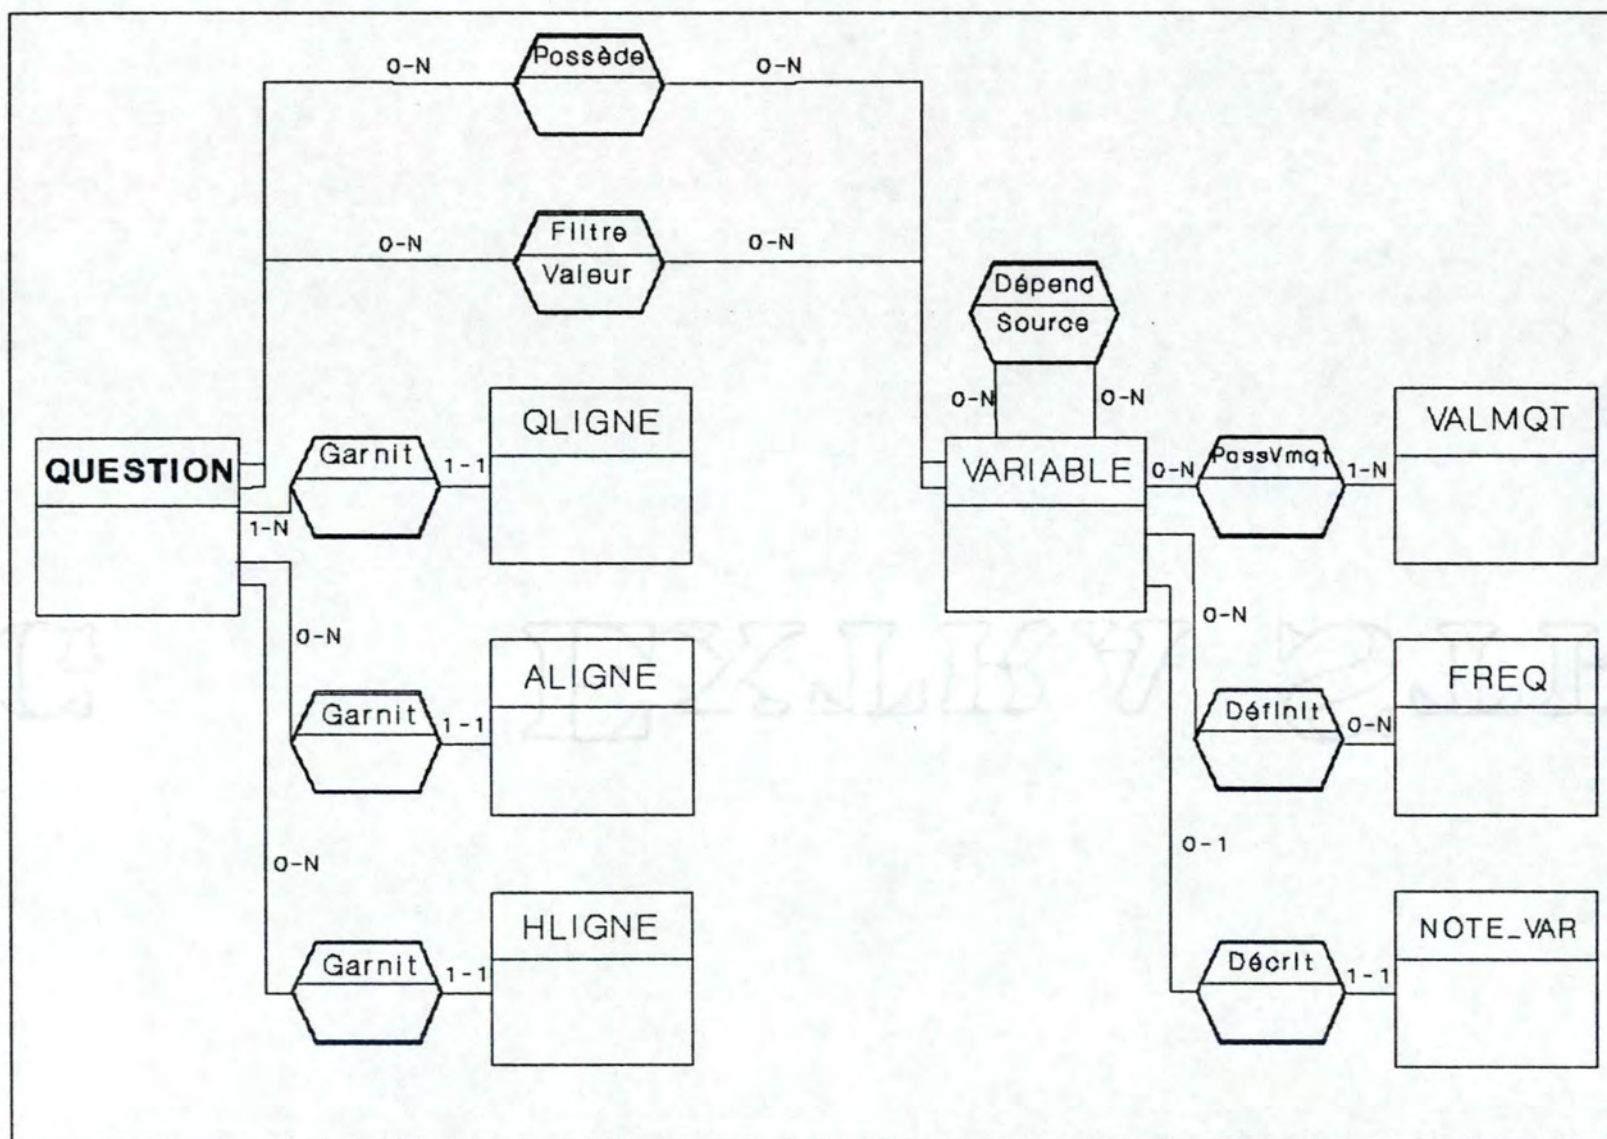 Possède
0-N
0-N
Filtre
Valeur
0-N
0-N
Dépend
Source
0-N
0-N
QUESTION
1-N
Garnit
1-1
QLIGNE
VARIABLE
0-N
PossVmqt
1-N
VALMQT
0-N
Garnit
1-1
ALIGNE
0-N
Définit
0-N
FREQ
0-N
Garnit
1-1
HLIGNE
0-1
Décrit
1-1
NOTE_VAR